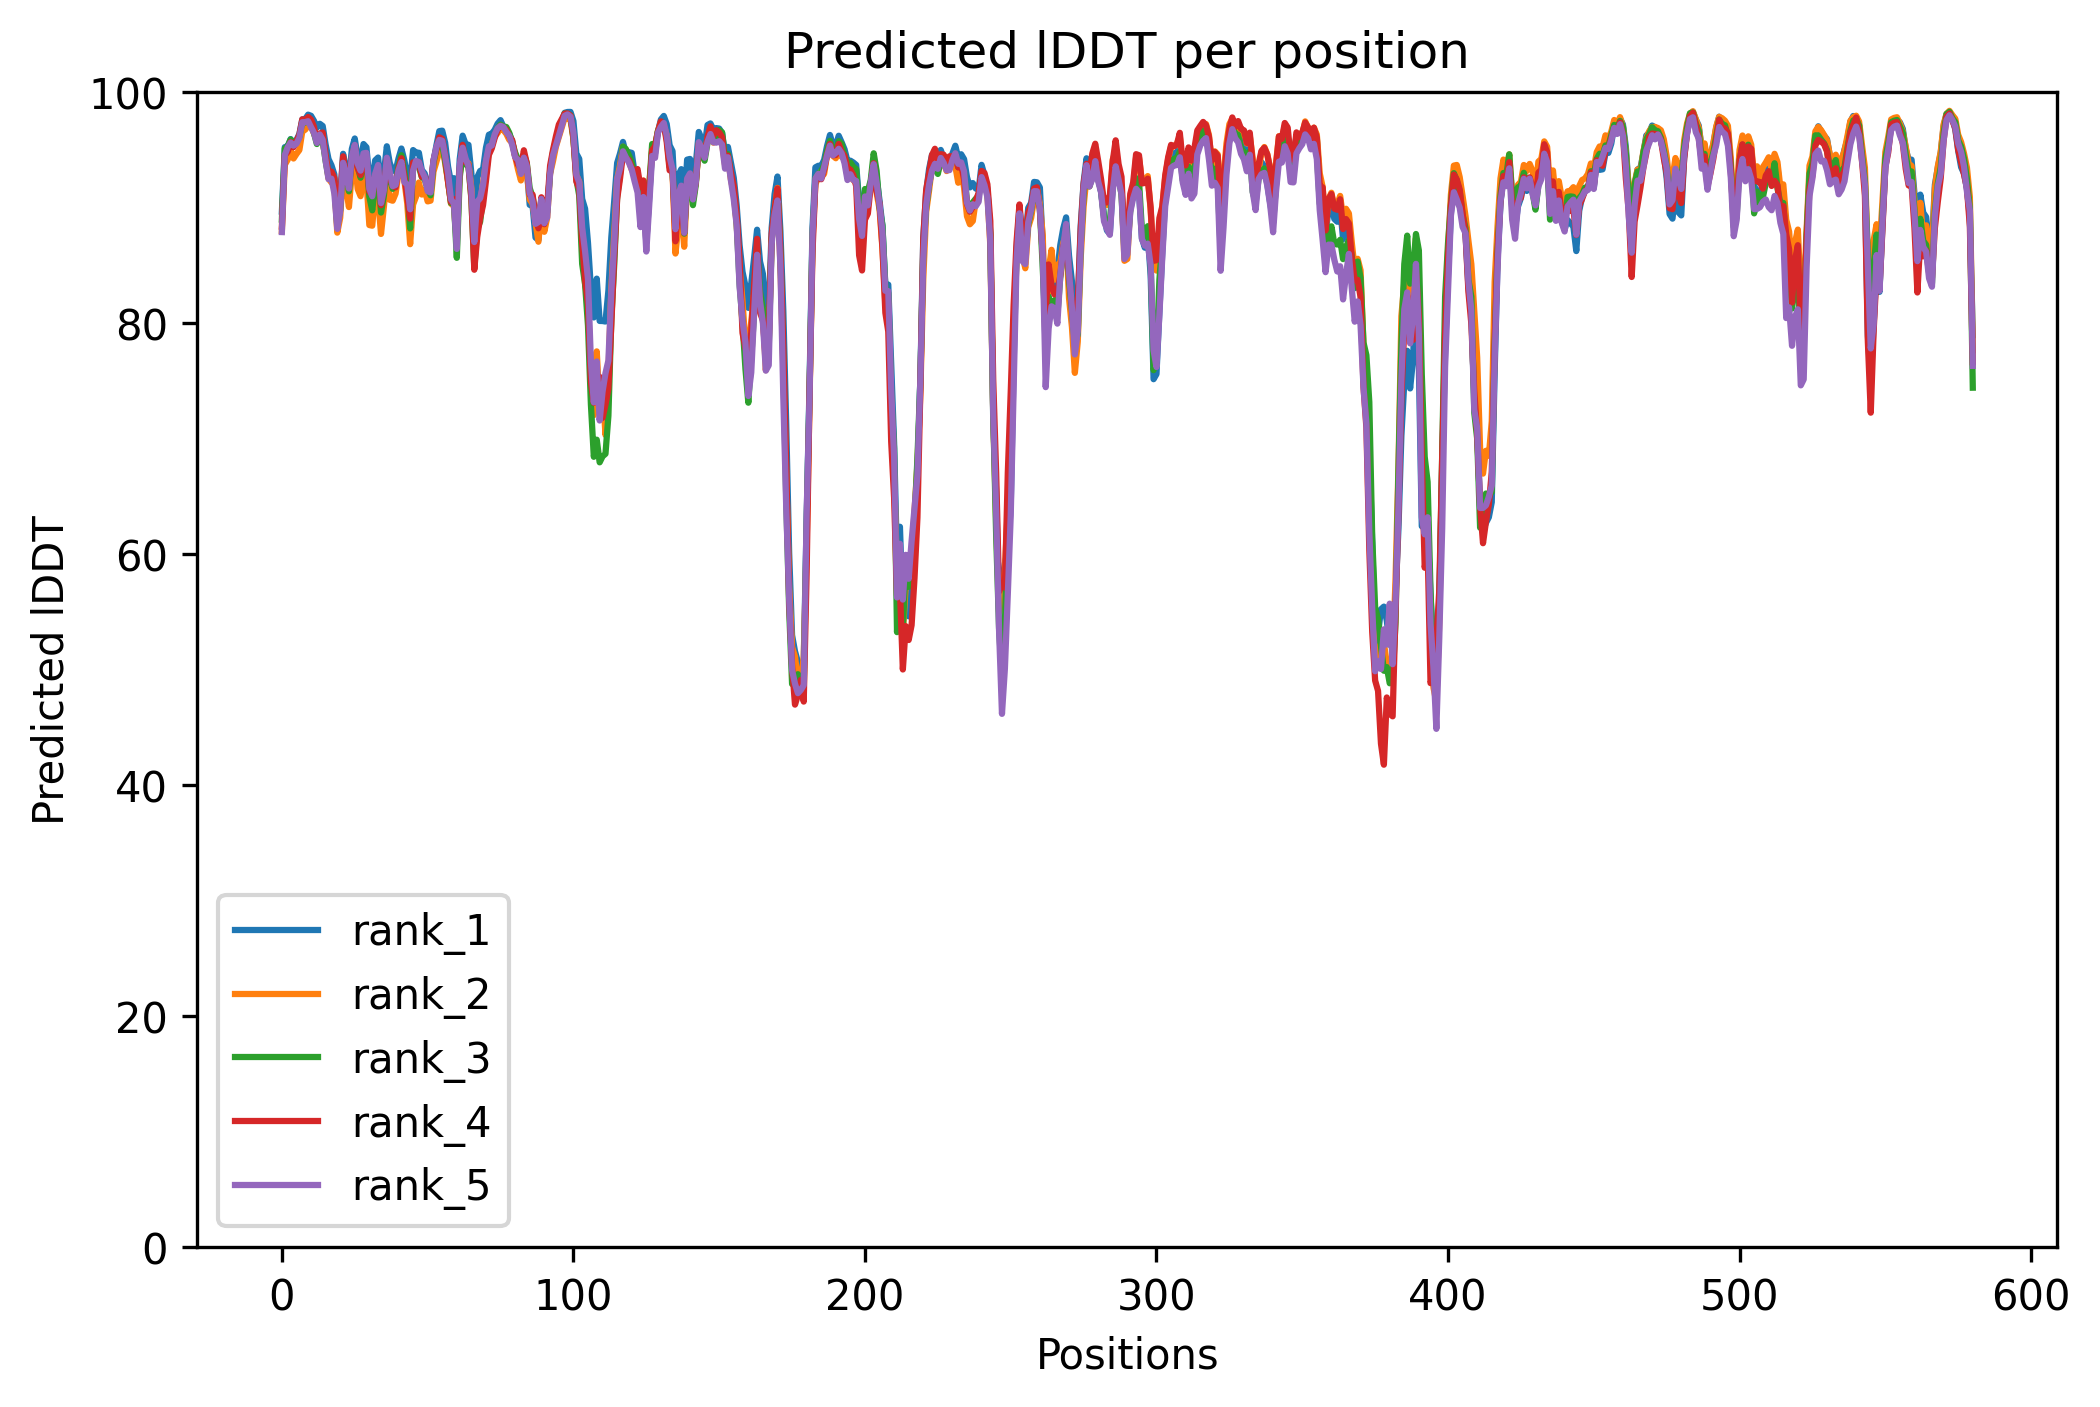 Predicted lDDT per position
Predicted lDDT
100
80
60
40
20
0
rank_1
rank_2
rank_3
rank_4
rank_5
0 100 200 300 400 500 600
Positions